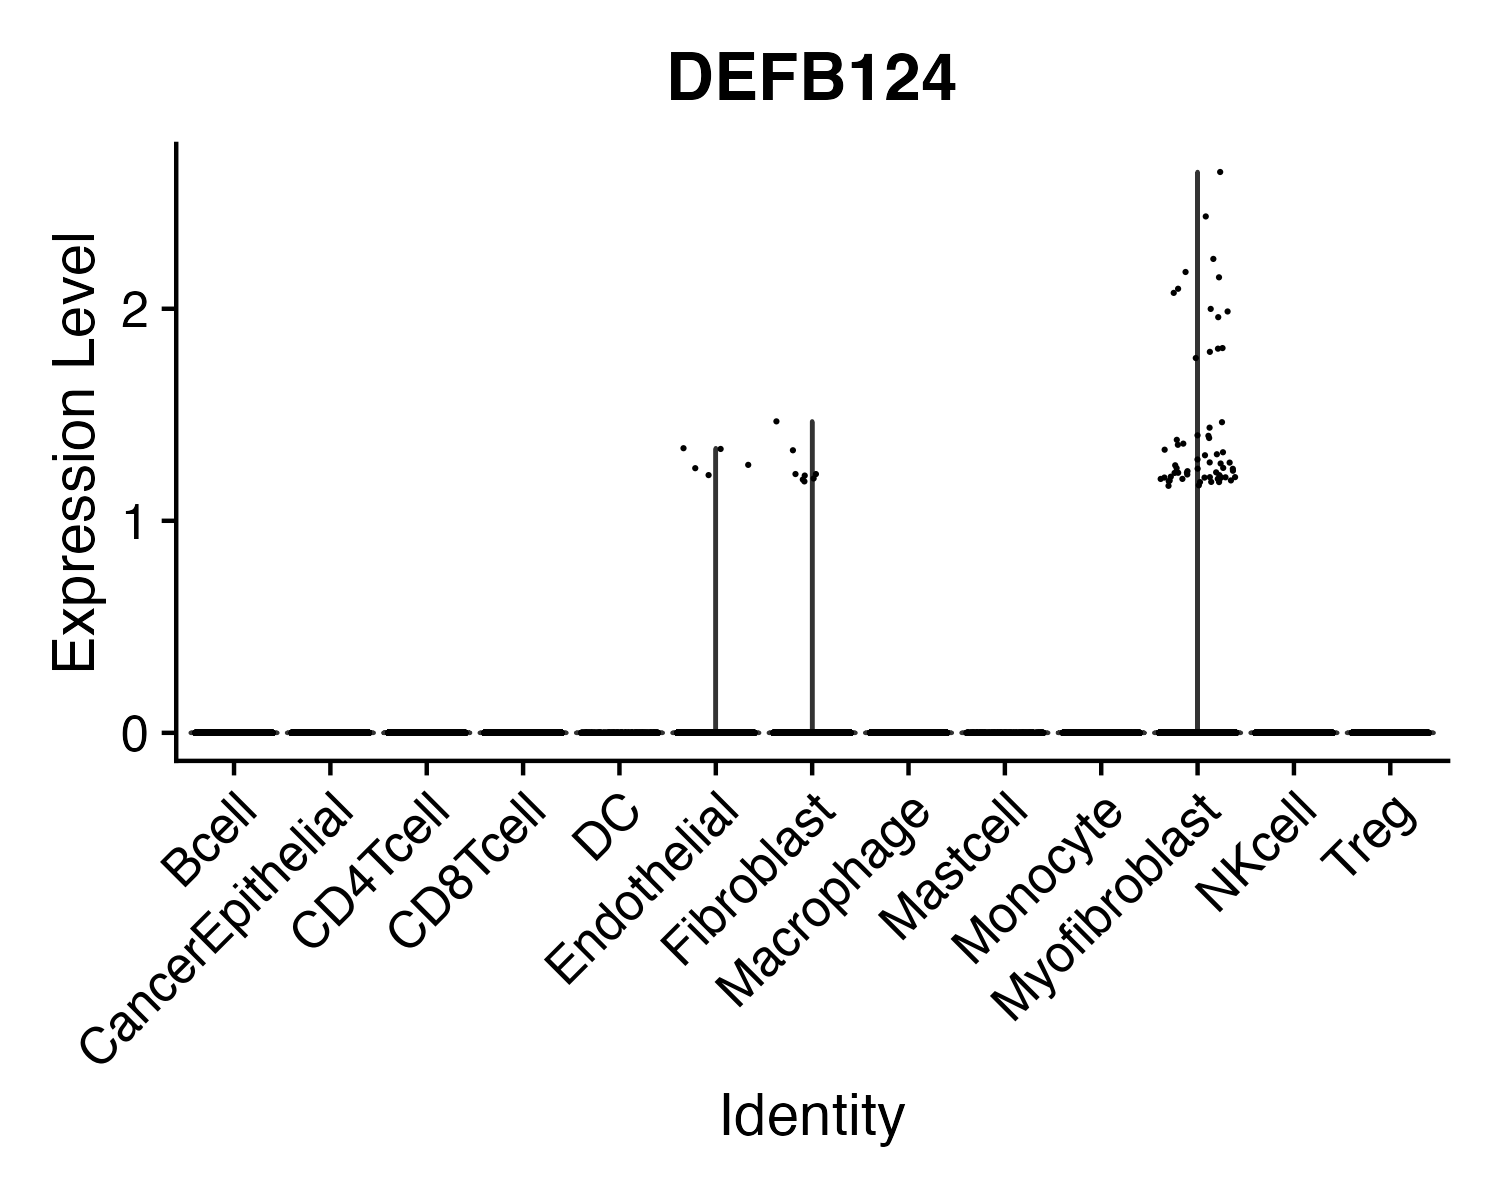 DEFB124
Expression Level
2
1
0
Bcell
CancerEpithelial
CD4Tcell
CD8Tcell
DC
Endothelial
Fibroblast
Macrophage
Mastcell
Monocyte
Myofibroblast
NKcell
Treg
Identity